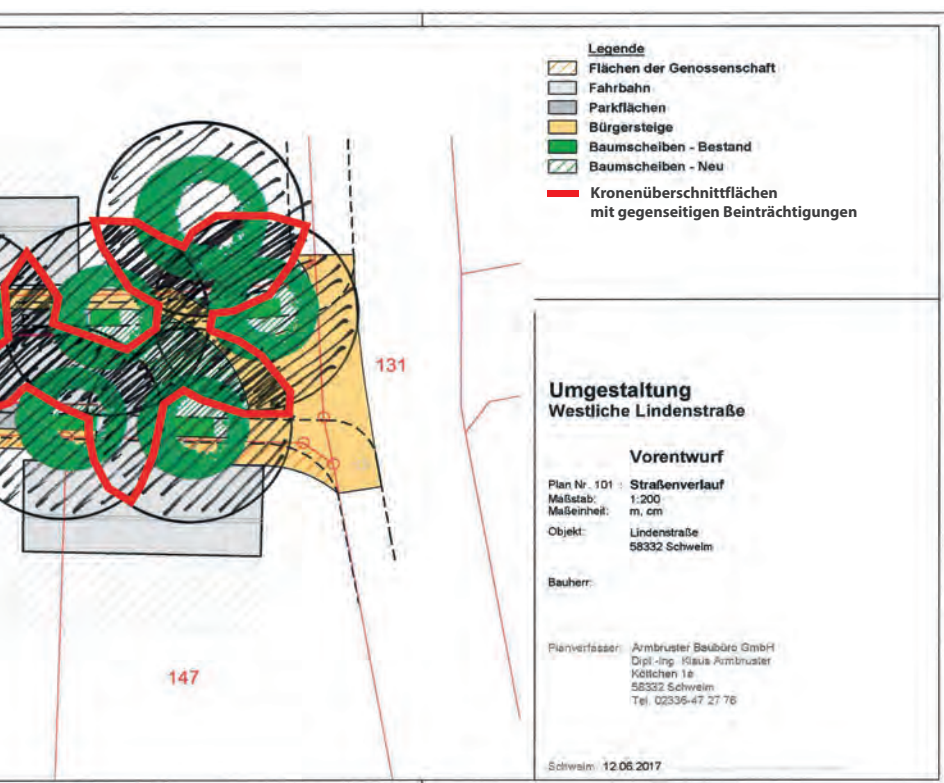 Legende
Flächen der Genossenschaft
Fahrbahn
Parkflächen
Bürgersteige
Baumscheiben - Bestand
Baumscheiben - Neu
Kronenüberschnittflächen
mit gegenseitigen Beinträchtigungen
131
147
Umgestaltung
Westliche Lindenstraße
Vorentwurf
Plan Nr. 101 : Straßenverlauf
Maßstab: 1:200
Maßeinheit: m, cm
Objekt: Lindenstraße
58332 Schwelm
Bauherr:
Planverfasser: Armbruster Baubüro GmbH
Dipl.-Ing. Klaus Armbruster
Köttchen 1a
58332 Schwelm
Tel. 02336-47 27 76
Schwelm 12.06.2017